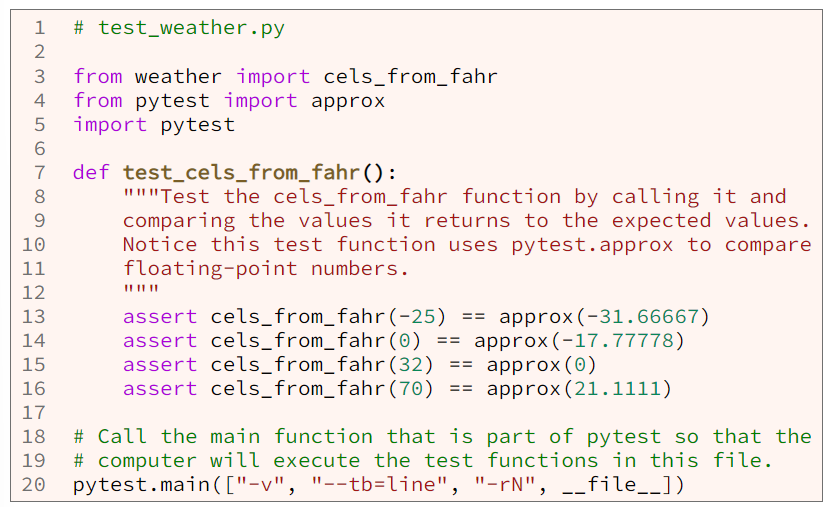 1 # test_weather.py
2
3 from weather import cels_from_fahr
4 from pytest import approx
5 import pytest
6
7 def test_cels_from_fahr():
8     """Test the cels_from_fahr function by calling it and
9     comparing the values it returns to the expected values.
10     Notice this test function uses pytest.approx to compare
11     floating-point numbers.
12     """
13     assert cels_from_fahr(-25) == approx(-31.66667)
14     assert cels_from_fahr(0) == approx(-17.77778)
15     assert cels_from_fahr(32) == approx(0)
16     assert cels_from_fahr(70) == approx(21.1111)
17
18 # Call the main function that is part of pytest so that the
19 # computer will execute the test functions in this file.
20 pytest.main(["-v", "--tb=line", "-rN", __file__])